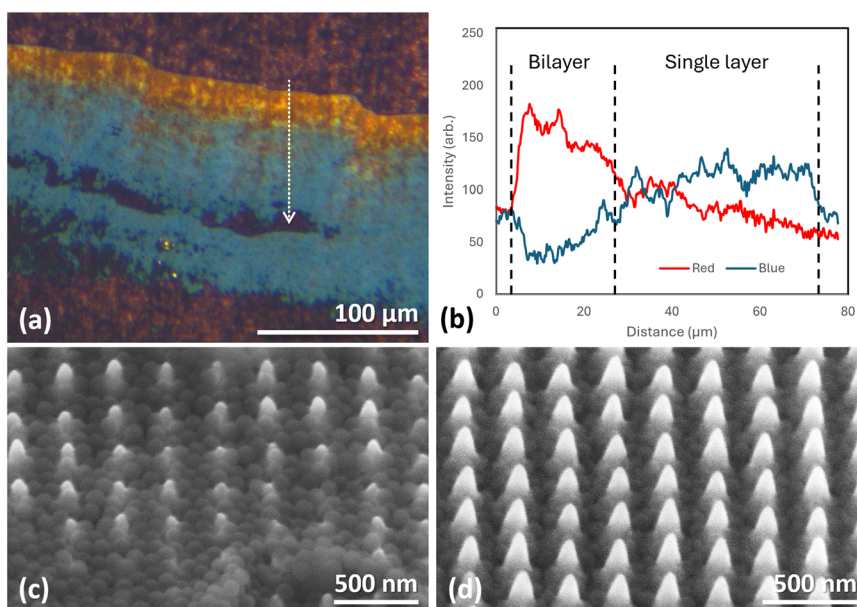 (a)
100 µm
250
200
150
100
50
0
Intensity (arb.)
Bilayer
Single layer
Red
Blue
0
20
40
60
80
Distance (µm)
(b)
(c)
500 nm
(d)
500 nm